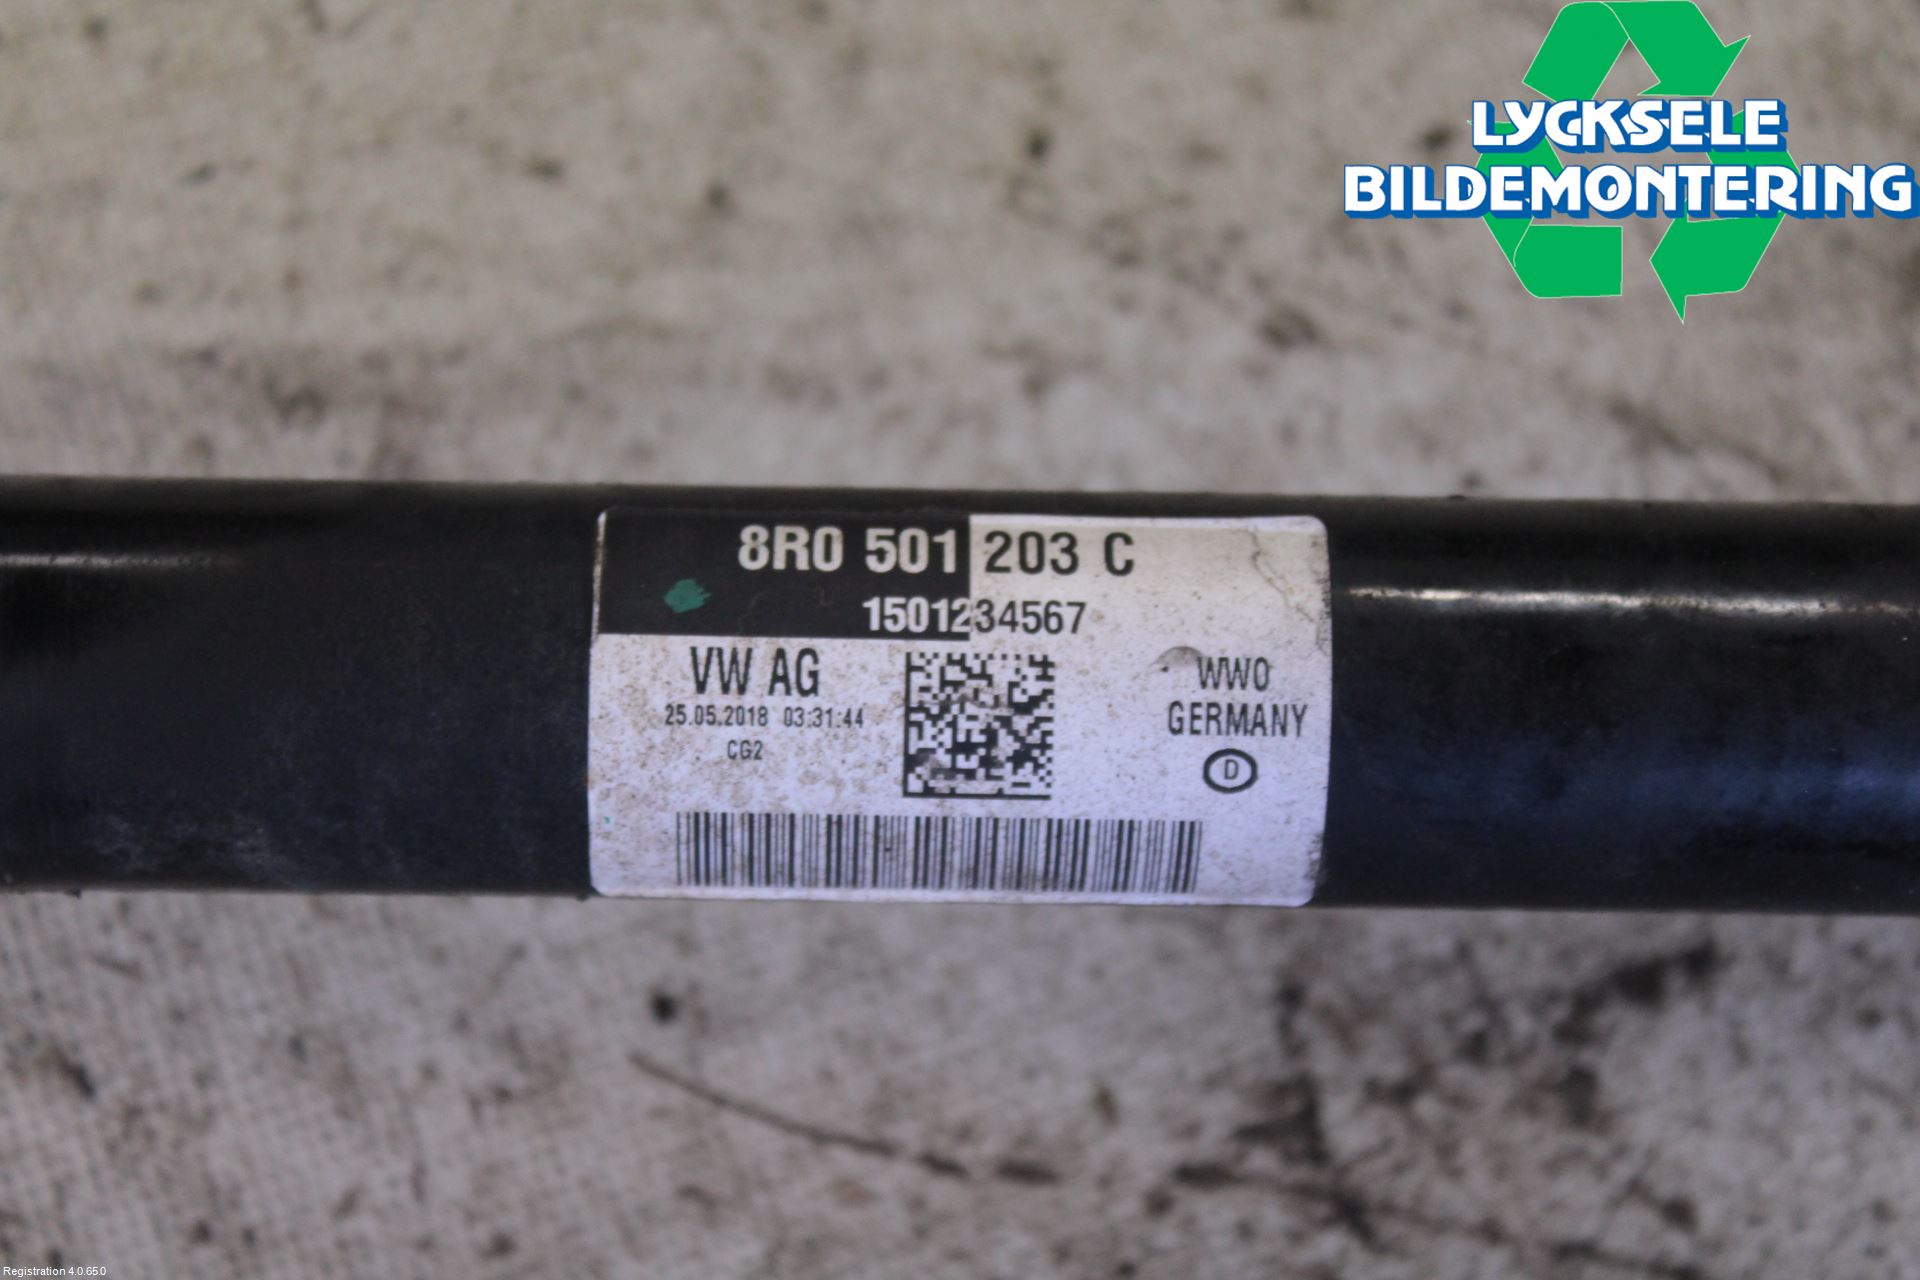 LYCKSELE
BILDEMONTERING
8R0 501 203 C
1501234567
VW AG
25.05.2018 03:31:44
CG2
WWO
GERMANY
D
Registration 4.0.65.0